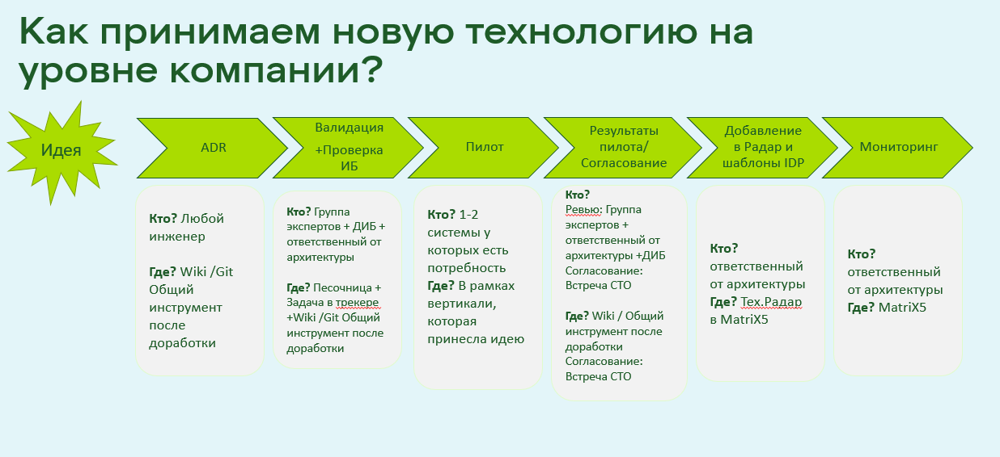 Как принимаем новую технологию на
уровне компании?
Идея
ADR
Валидация
+Проверка
ИБ
Пилот
Результаты
пилота/
Согласование
Добавление
в Радар и
шаблоны IDP
Мониторинг
Кто? Любой
инженер
Где? Wiki /Git
Общий
инструмент
после
доработки
Кто? Группа
экспертов + ДИБ +
ответственный от
архитектуры
Где? Песочница +
Задача в трекере
+Wiki /Git Общий
инструмент после
доработки
Кто? 1-2
системы у
которых есть
потребность
Где? В рамках
вертикали,
которая
принесла идею
Кто?
Ревью: Группа
экспертов +
ответственный от
архитектуры +ДИБ
Согласование:
Встреча СТО
Где? Wiki / Общий
инструмент после
доработки
Согласование:
Встреча СТО
Кто?
ответственный
от архитектуры
Где? Тех.Радар
в MatriX5
Кто?
ответственный
от архитектуры
Где? MatriX5